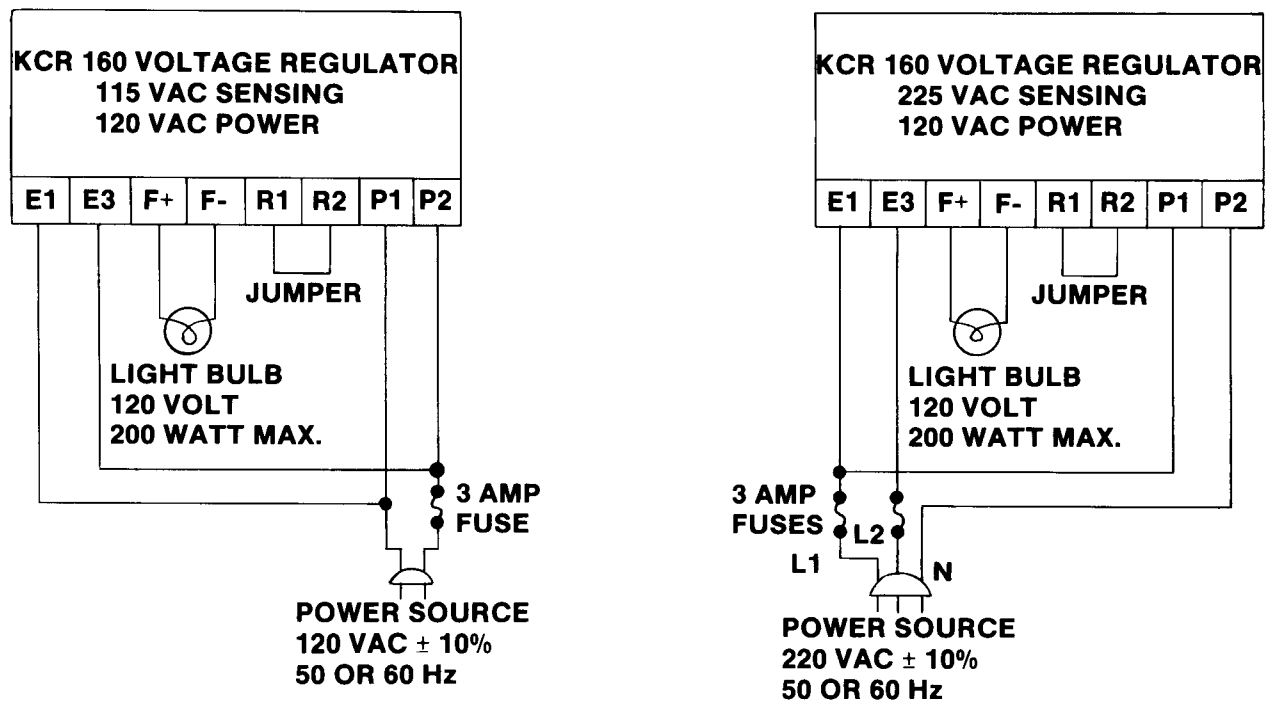 KCR 160 VOLTAGE REGULATOR
115 VAC SENSING
120 VAC POWER
E1 E3 F+ F- R1 R2 P1 P2
JUMPER
LIGHT BULB
120 VOLT
200 WATT MAX.
3 AMP
FUSE
POWER SOURCE
120 VAC ± 10%
50 OR 60 Hz
KCR 160 VOLTAGE REGULATOR
225 VAC SENSING
120 VAC POWER
E1 E3 F+ F- R1 R2 P1 P2
JUMPER
LIGHT BULB
120 VOLT
200 WATT MAX.
3 AMP
FUSES
L2
L1
N
POWER SOURCE
220 VAC ± 10%
50 OR 60 Hz